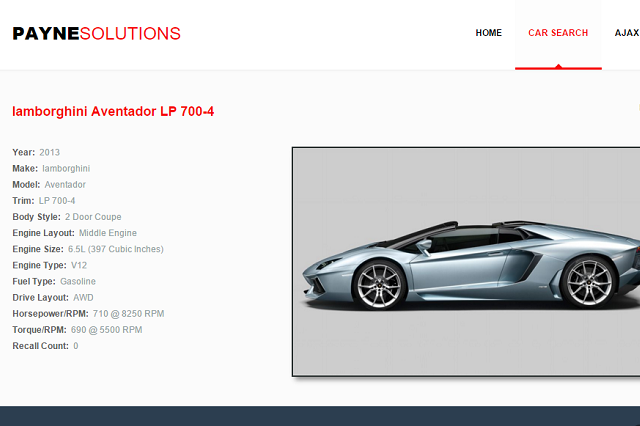 PAYNESOLUTIONS
HOME
CAR SEARCH
AJAX
lamborghini Aventador LP 700-4
Year: 2013
Make: lamborghini
Model: Aventador
Trim: LP 700-4
Body Style: 2 Door Coupe
Engine Layout: Middle Engine
Engine Size: 6.5L (397 Cubic Inches)
Engine Type: V12
Fuel Type: Gasoline
Drive Layout: AWD
Horsepower/RPM: 710 @ 8250 RPM
Torque/RPM: 690 @ 5500 RPM
Recall Count: 0